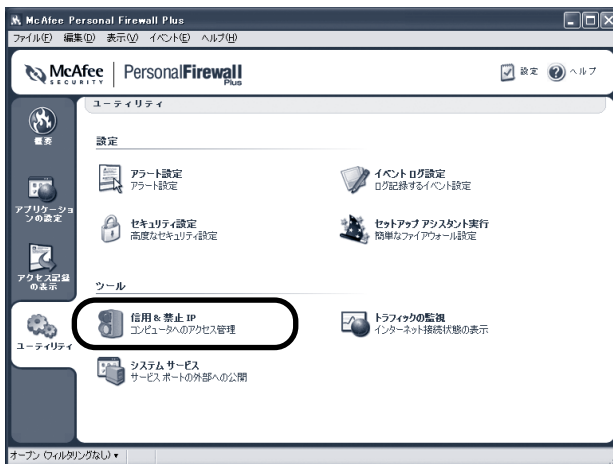 McAfee Personal Firewall Plus
ファイル(F) 編集(D) 表示(V) イベント(E) ヘルプ(H)
McAfee SECURITY PersonalFirewall Plus
設定 ヘルプ
ユーティリティ
概要
アプリケーションの設定
アクセス記録の表示
ユーティリティ
設定
アラート設定
アラート設定
イベントログ設定
ログ記録するイベント設定
セキュリティ設定
高度なセキュリティ設定
セットアップ アシスタント実行
簡単なファイアウォール設定
ツール
信用 & 禁止 IP
コンピュータへのアクセス管理
トラフィックの監視
インターネット接続状態の表示
システム サービス
サービス ポートの外部への公開
オープン (フィルタリングなし)